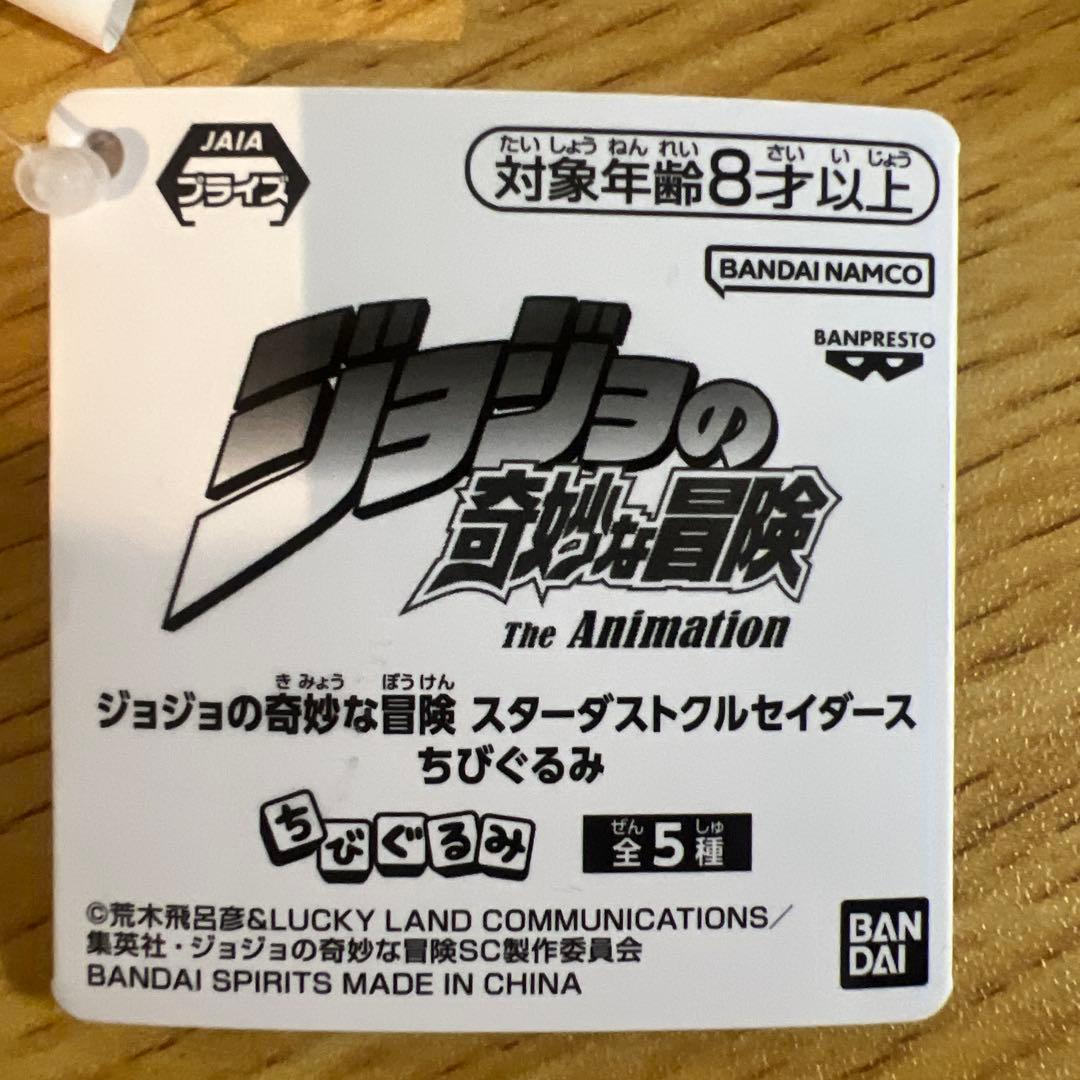 JAIA
プライズ
たいしょうねんれい さい い じょう
対象年齢8才以上
BANDAI NAMCO
BANPRESTO
ジョジョの
奇妙な冒険
The Animation
き みょう ぼうけん
ジョジョの奇妙な冒険 スターダストクルセイダース
ちびぐるみ
ちびぐるみ
ぜん しゅ
全5種
©荒木飛呂彦&LUCKY LAND COMMUNICATIONS/
集英社・ジョジョの奇妙な冒険SC製作委員会
BANDAI SPIRITS MADE IN CHINA
BAN
DAI